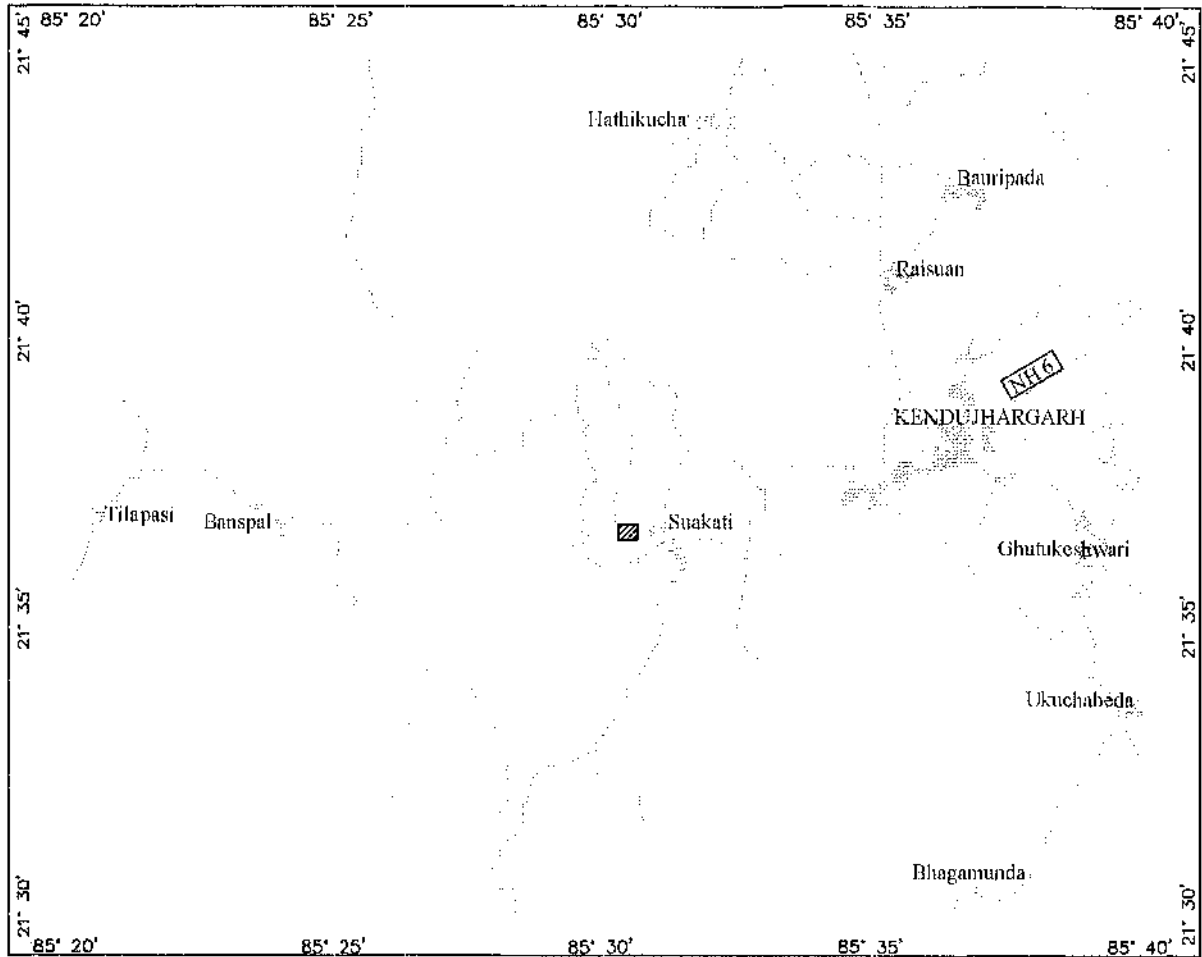 85° 20'
85° 25'
85° 30'
85° 35'
85° 40'
21° 45'
21° 45'
Hathikucha
Bauripada
Raisuan
21° 40'
21° 40'
NH 6
KENDUJHARGARH
Tilapasi
Banspal
Suakati
Ghutukeshwari
21° 35'
21° 35'
Ukuchabeda
Bhagamunda
21° 30'
21° 30'
85° 20'
85° 25'
85° 30'
85° 35'
85° 40'